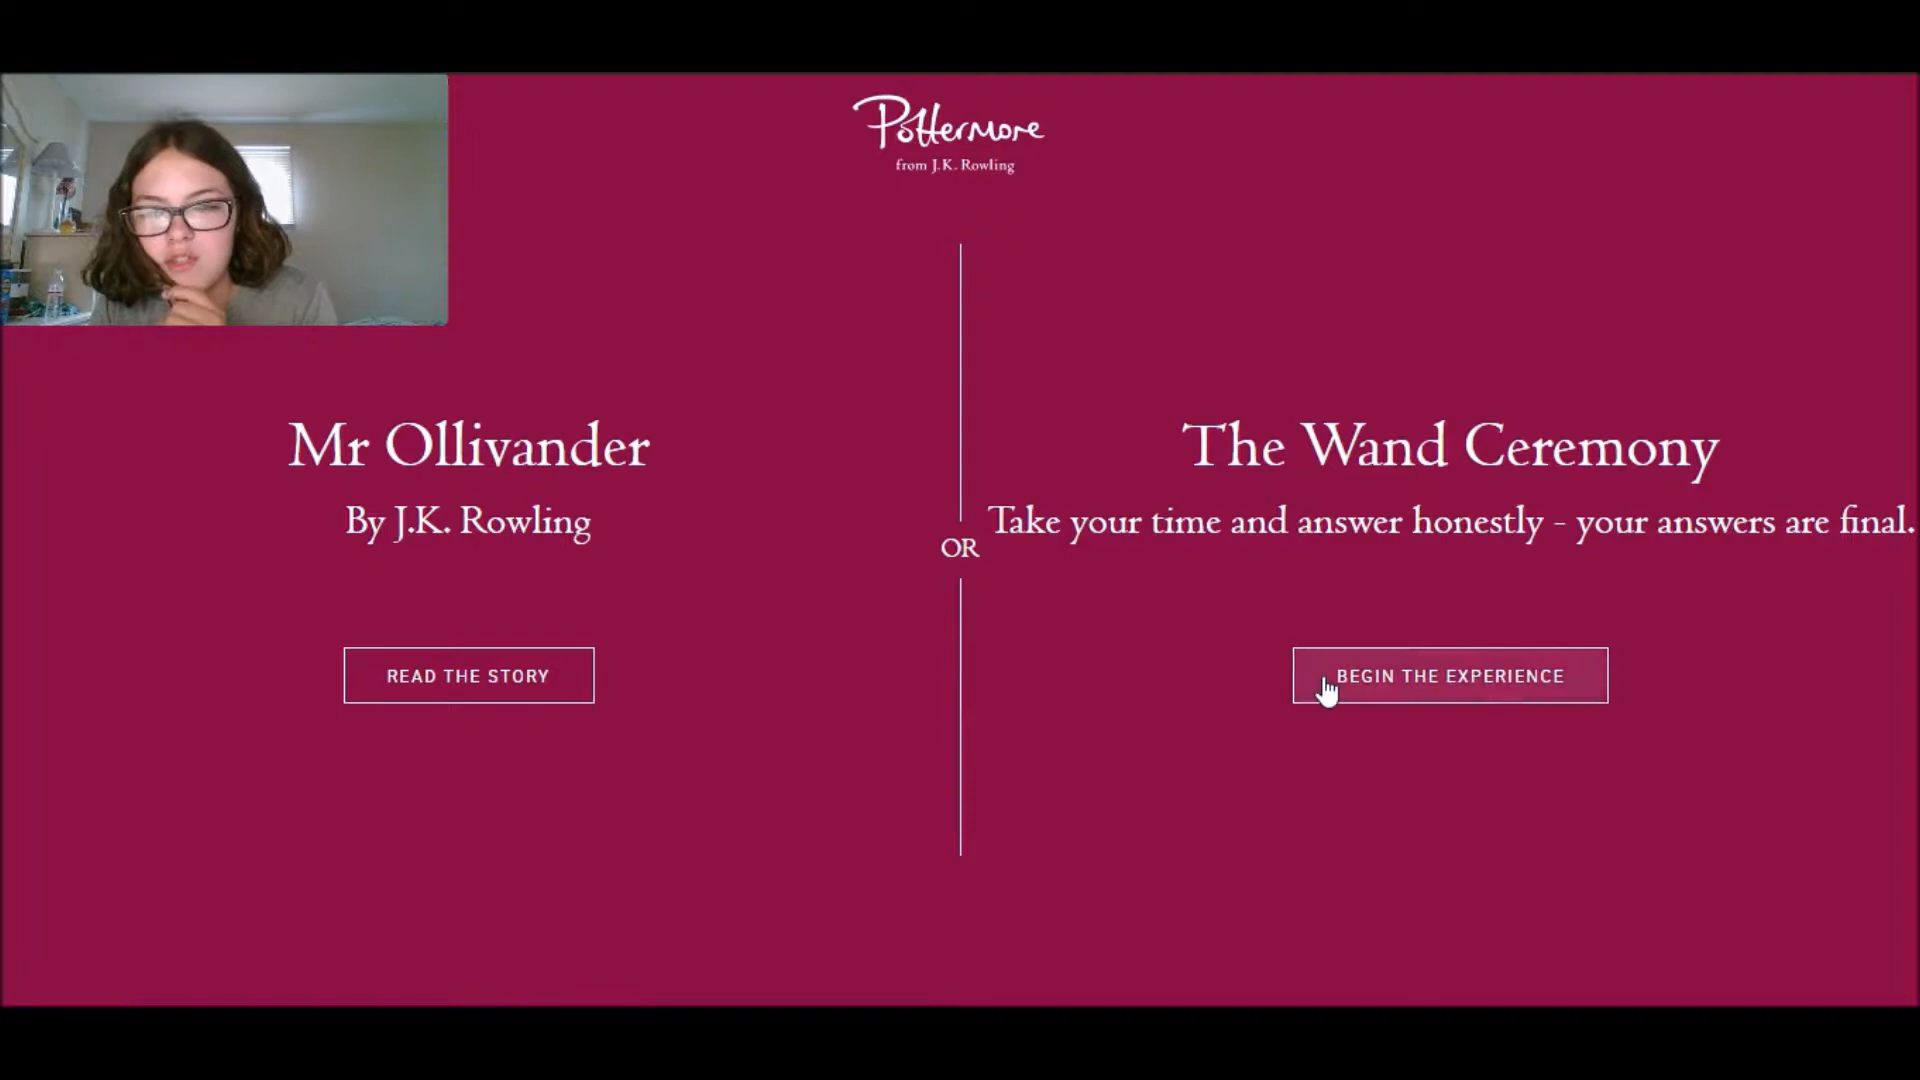 Pottermore
from J.K. Rowling
Mr Ollivander
By J.K. Rowling
READ THE STORY
OR
The Wand Ceremony
Take your time and answer honestly - your answers are final.
BEGIN THE EXPERIENCE